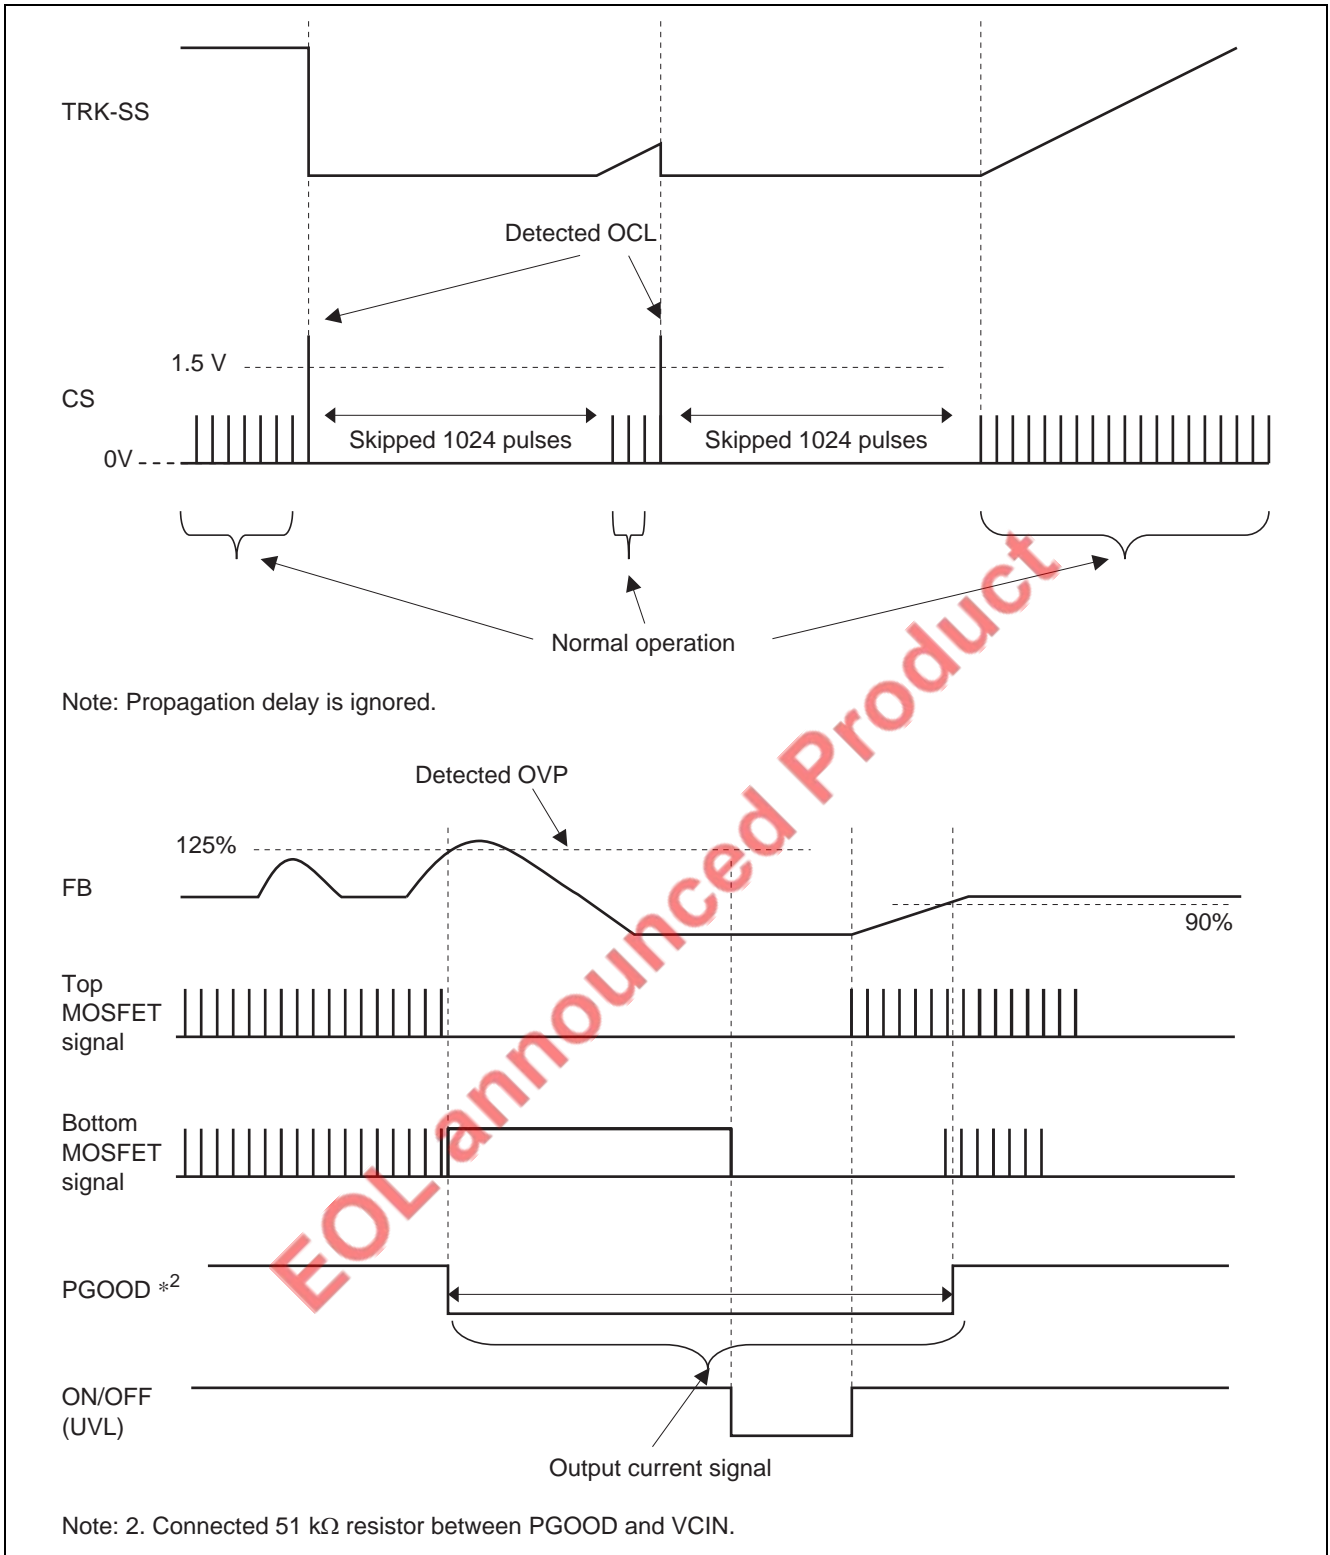 TRK-SS
Detected OCL
1.5 V
CS
Skipped 1024 pulses
Skipped 1024 pulses
0V
Normal operation
Note: Propagation delay is ignored.
Detected OVP
125%
FB
90%
Top
MOSFET
signal
Bottom
MOSFET
signal
PGOOD *2
ON/OFF
(UVL)
Output current signal
Note: 2. Connected 51 kΩ resistor between PGOOD and VCIN.
EOL announced Product